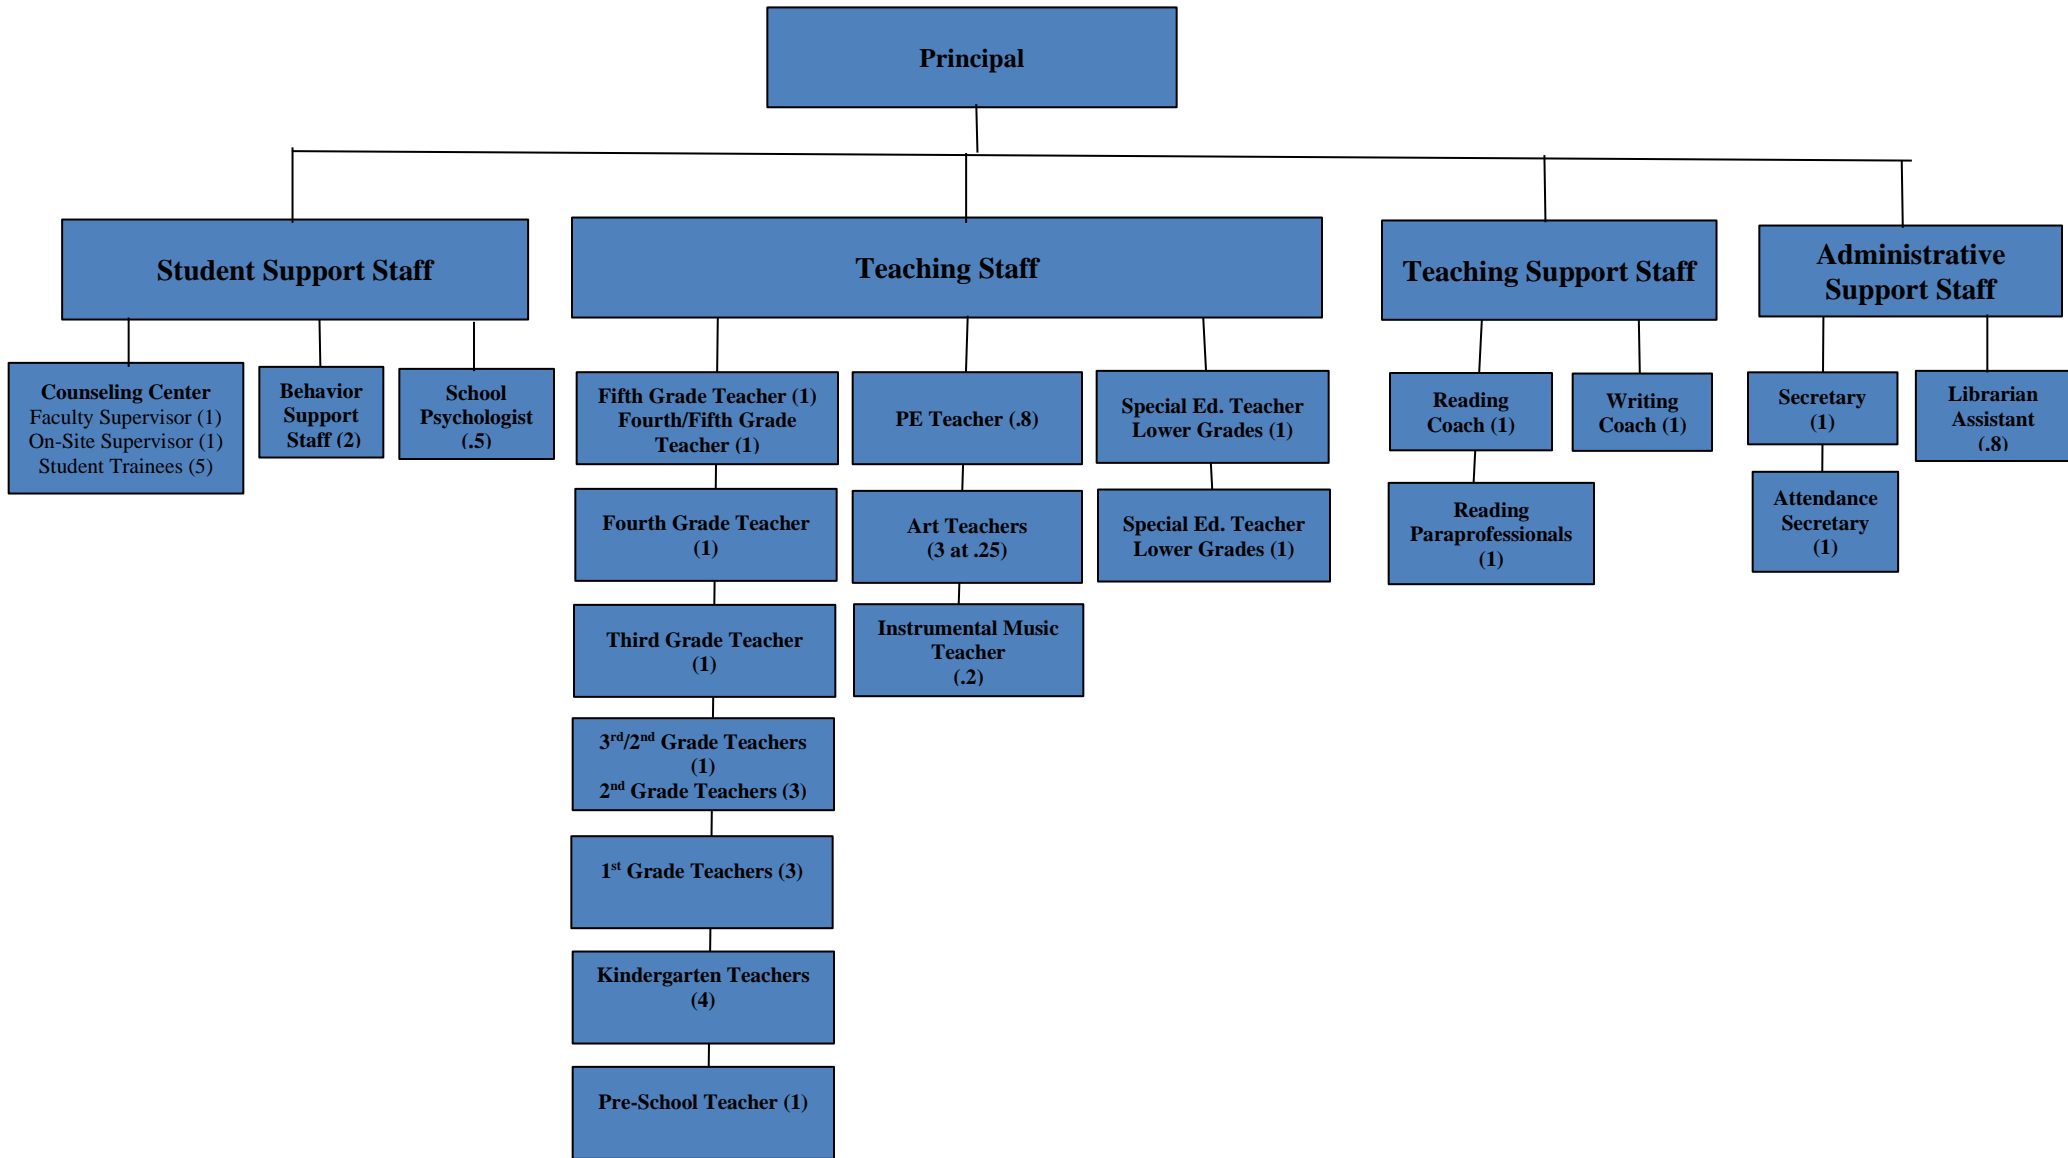 Principal
Student Support Staff
Teaching Staff
Teaching Support Staff
Administrative
Support Staff
Counseling Center
Faculty Supervisor (1)
On-Site Supervisor (1)
Student Trainees (5)
Behavior
Support
Staff (2)
School
Psychologist
(.5)
Fifth Grade Teacher (1)
Fourth/Fifth Grade
Teacher (1)
Fourth Grade Teacher
(1)
Third Grade Teacher
(1)
3rd/2nd Grade Teachers
(1)
2nd Grade Teachers (3)
1st Grade Teachers (3)
Kindergarten Teachers
(4)
Pre-School Teacher (1)
PE Teacher (.8)
Art Teachers
(3 at .25)
Instrumental Music
Teacher
(.2)
Special Ed. Teacher
Lower Grades (1)
Special Ed. Teacher
Lower Grades (1)
Reading
Coach (1)
Reading
Paraprofessionals
(1)
Writing
Coach (1)
Secretary
(1)
Attendance
Secretary
(1)
Librarian
Assistant
(.8)